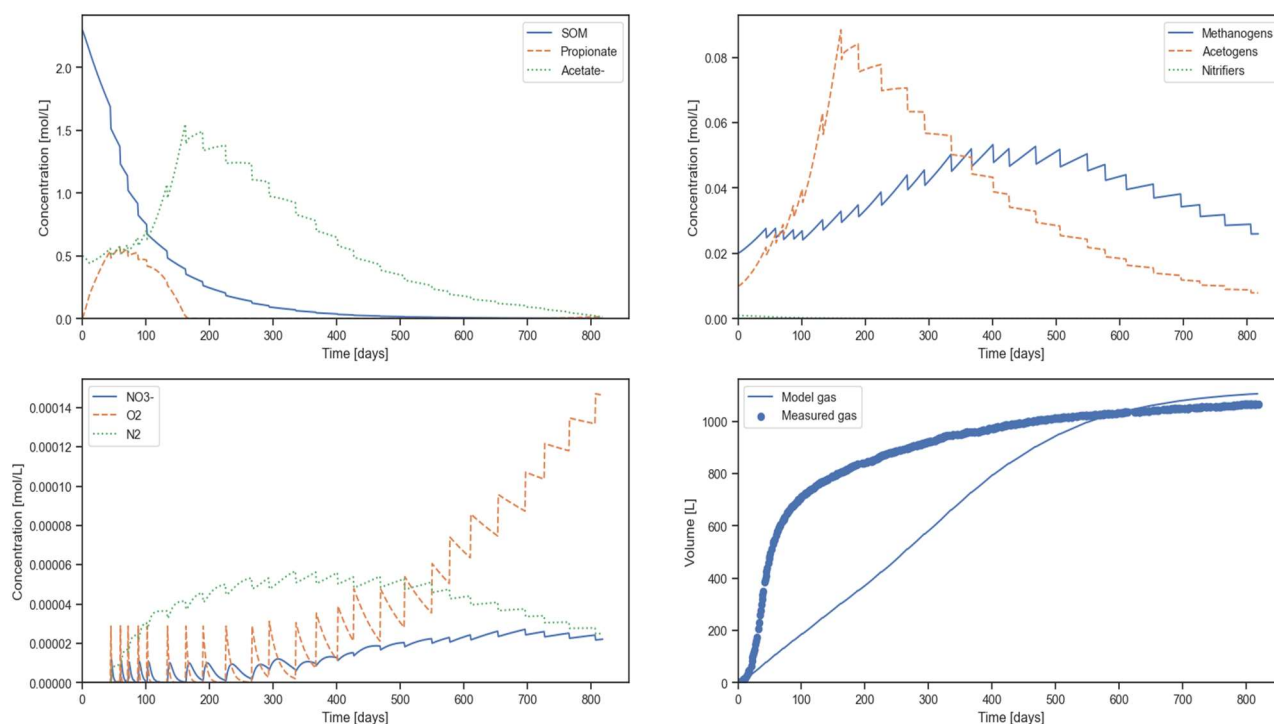 SOM
Propionate
Acetate-
Concentration [mol/L]
2.0
1.5
1.0
0.5
0.0
0 100 200 300 400 500 600 700 800
Time [days]
Methanogens
Acetogens
Nitrifiers
Concentration [mol/L]
0.08
0.06
0.04
0.02
0.00
0 100 200 300 400 500 600 700 800
Time [days]
NO3-
O2
N2
Concentration [mol/L]
0.00014
0.00012
0.00010
0.00008
0.00006
0.00004
0.00002
0.00000
0 100 200 300 400 500 600 700 800
Time [days]
Model gas
Measured gas
Volume [L]
1000
800
600
400
200
0
0 100 200 300 400 500 600 700 800
Time [days]